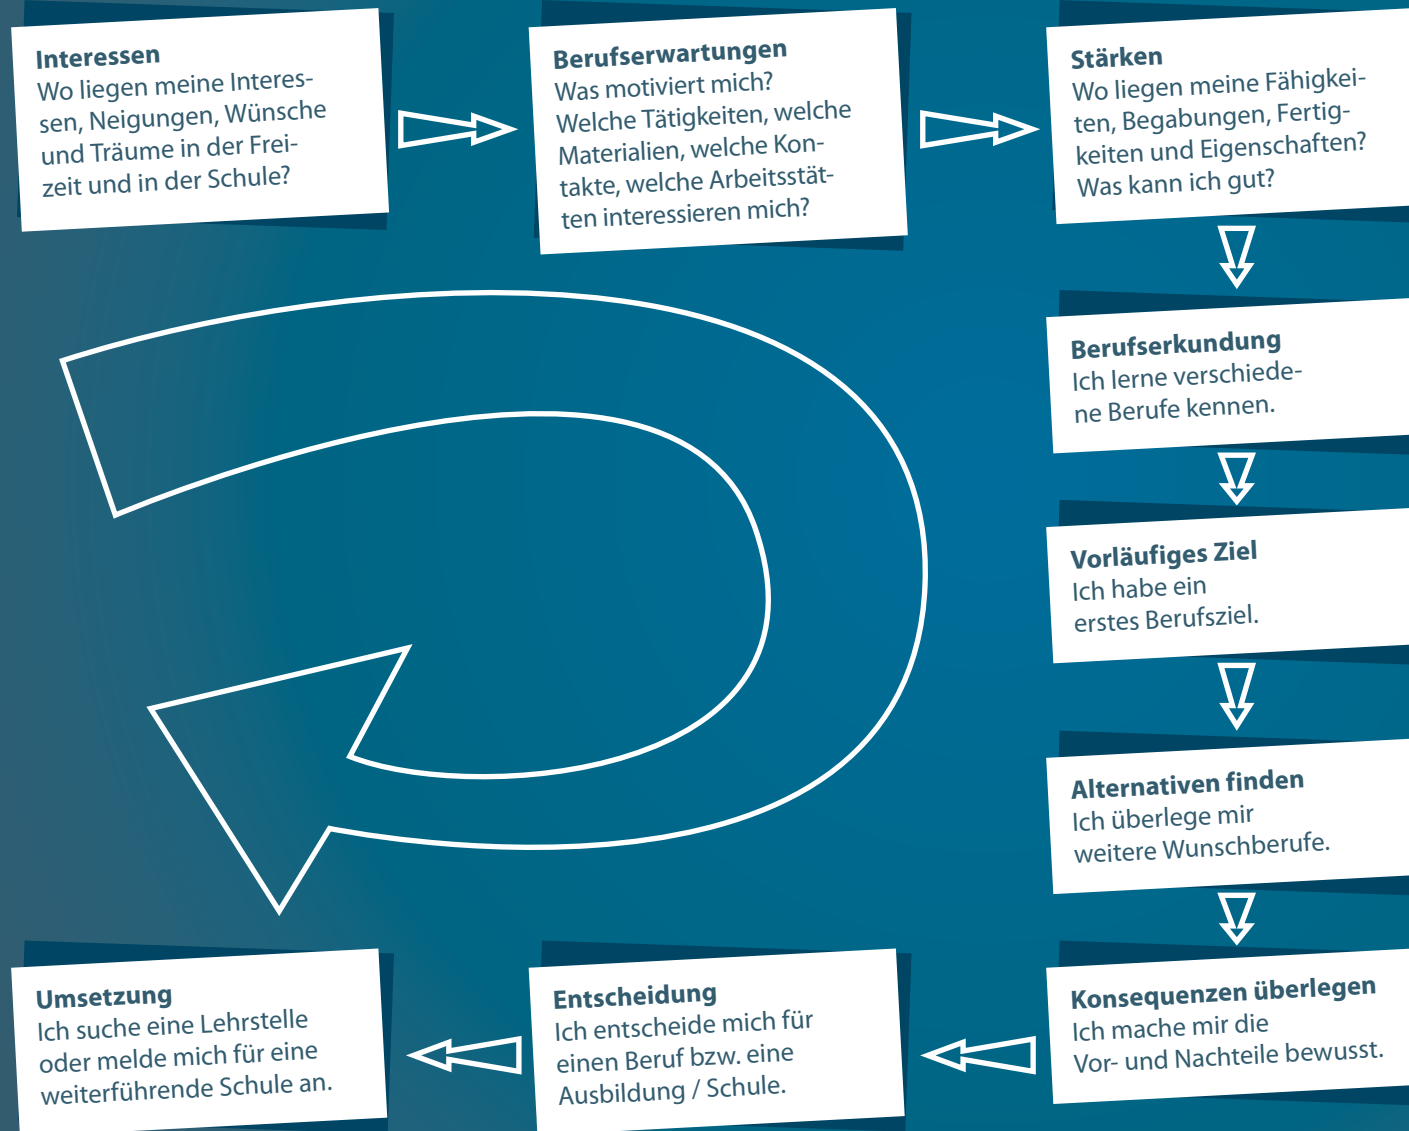 Interessen
Wo liegen meine Interes-
sen, Neigungen, Wünsche
und Träume in der Frei-
zeit und in der Schule?
Berufserwartungen
Was motiviert mich?
Welche Tätigkeiten, welche
Materialien, welche Kon-
takte, welche Arbeitsstät-
ten interessieren mich?
Stärken
Wo liegen meine Fähigkei-
ten, Begabungen, Fertig-
keiten und Eigenschaften?
Was kann ich gut?
Berufserkundung
Ich lerne verschiede-
ne Berufe kennen.
Vorläufiges Ziel
Ich habe ein
erstes Berufsziel.
Alternativen finden
Ich überlege mir
weitere Wunschberufe.
Konsequenzen überlegen
Ich mache mir die
Vor- und Nachteile bewusst.
Entscheidung
Ich entscheide mich für
einen Beruf bzw. eine
Ausbildung / Schule.
Umsetzung
Ich suche eine Lehrstelle
oder melde mich für eine
weiterführende Schule an.